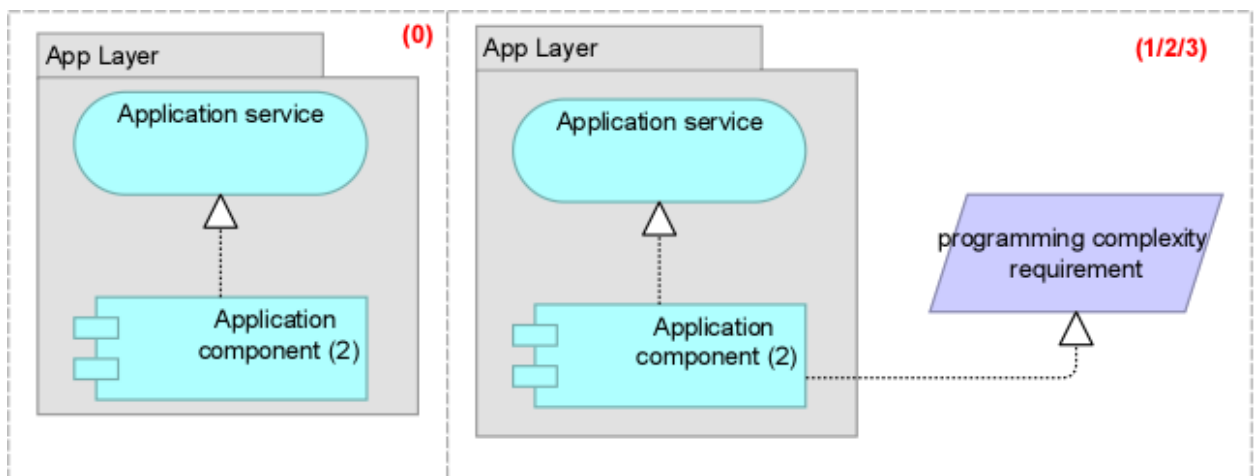 (0)
App Layer
Application service
Application
component (2)
(1/2/3)
App Layer
Application service
Application
component (2)
programming complexity
requirement